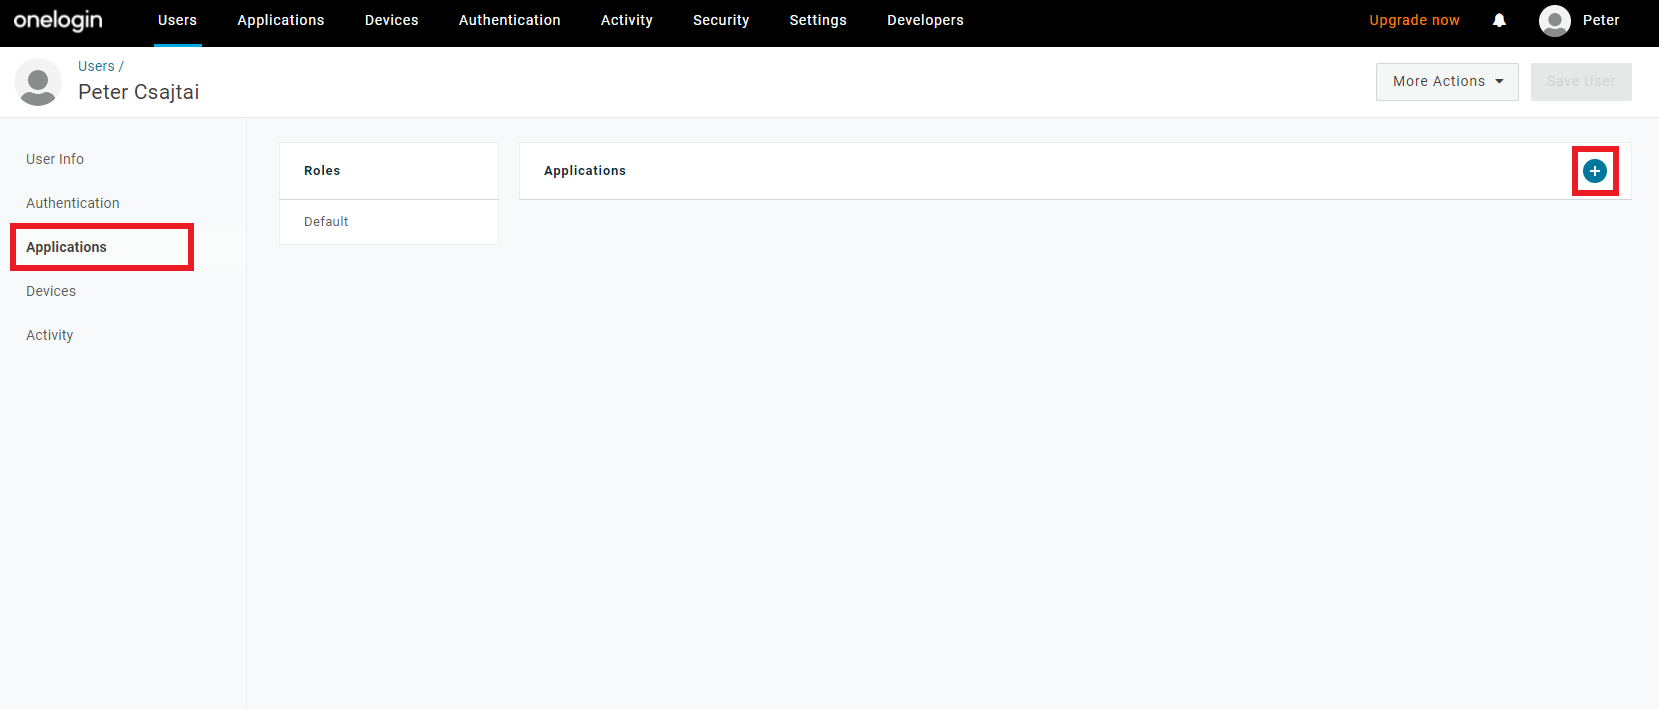 onelogin Users Applications Devices Authentication Activity Security Settings Developers Upgrade now Peter
Users /
Peter Csajtai
More Actions Save User
User Info
Authentication
Applications
Devices
Activity
Roles
Default
Applications